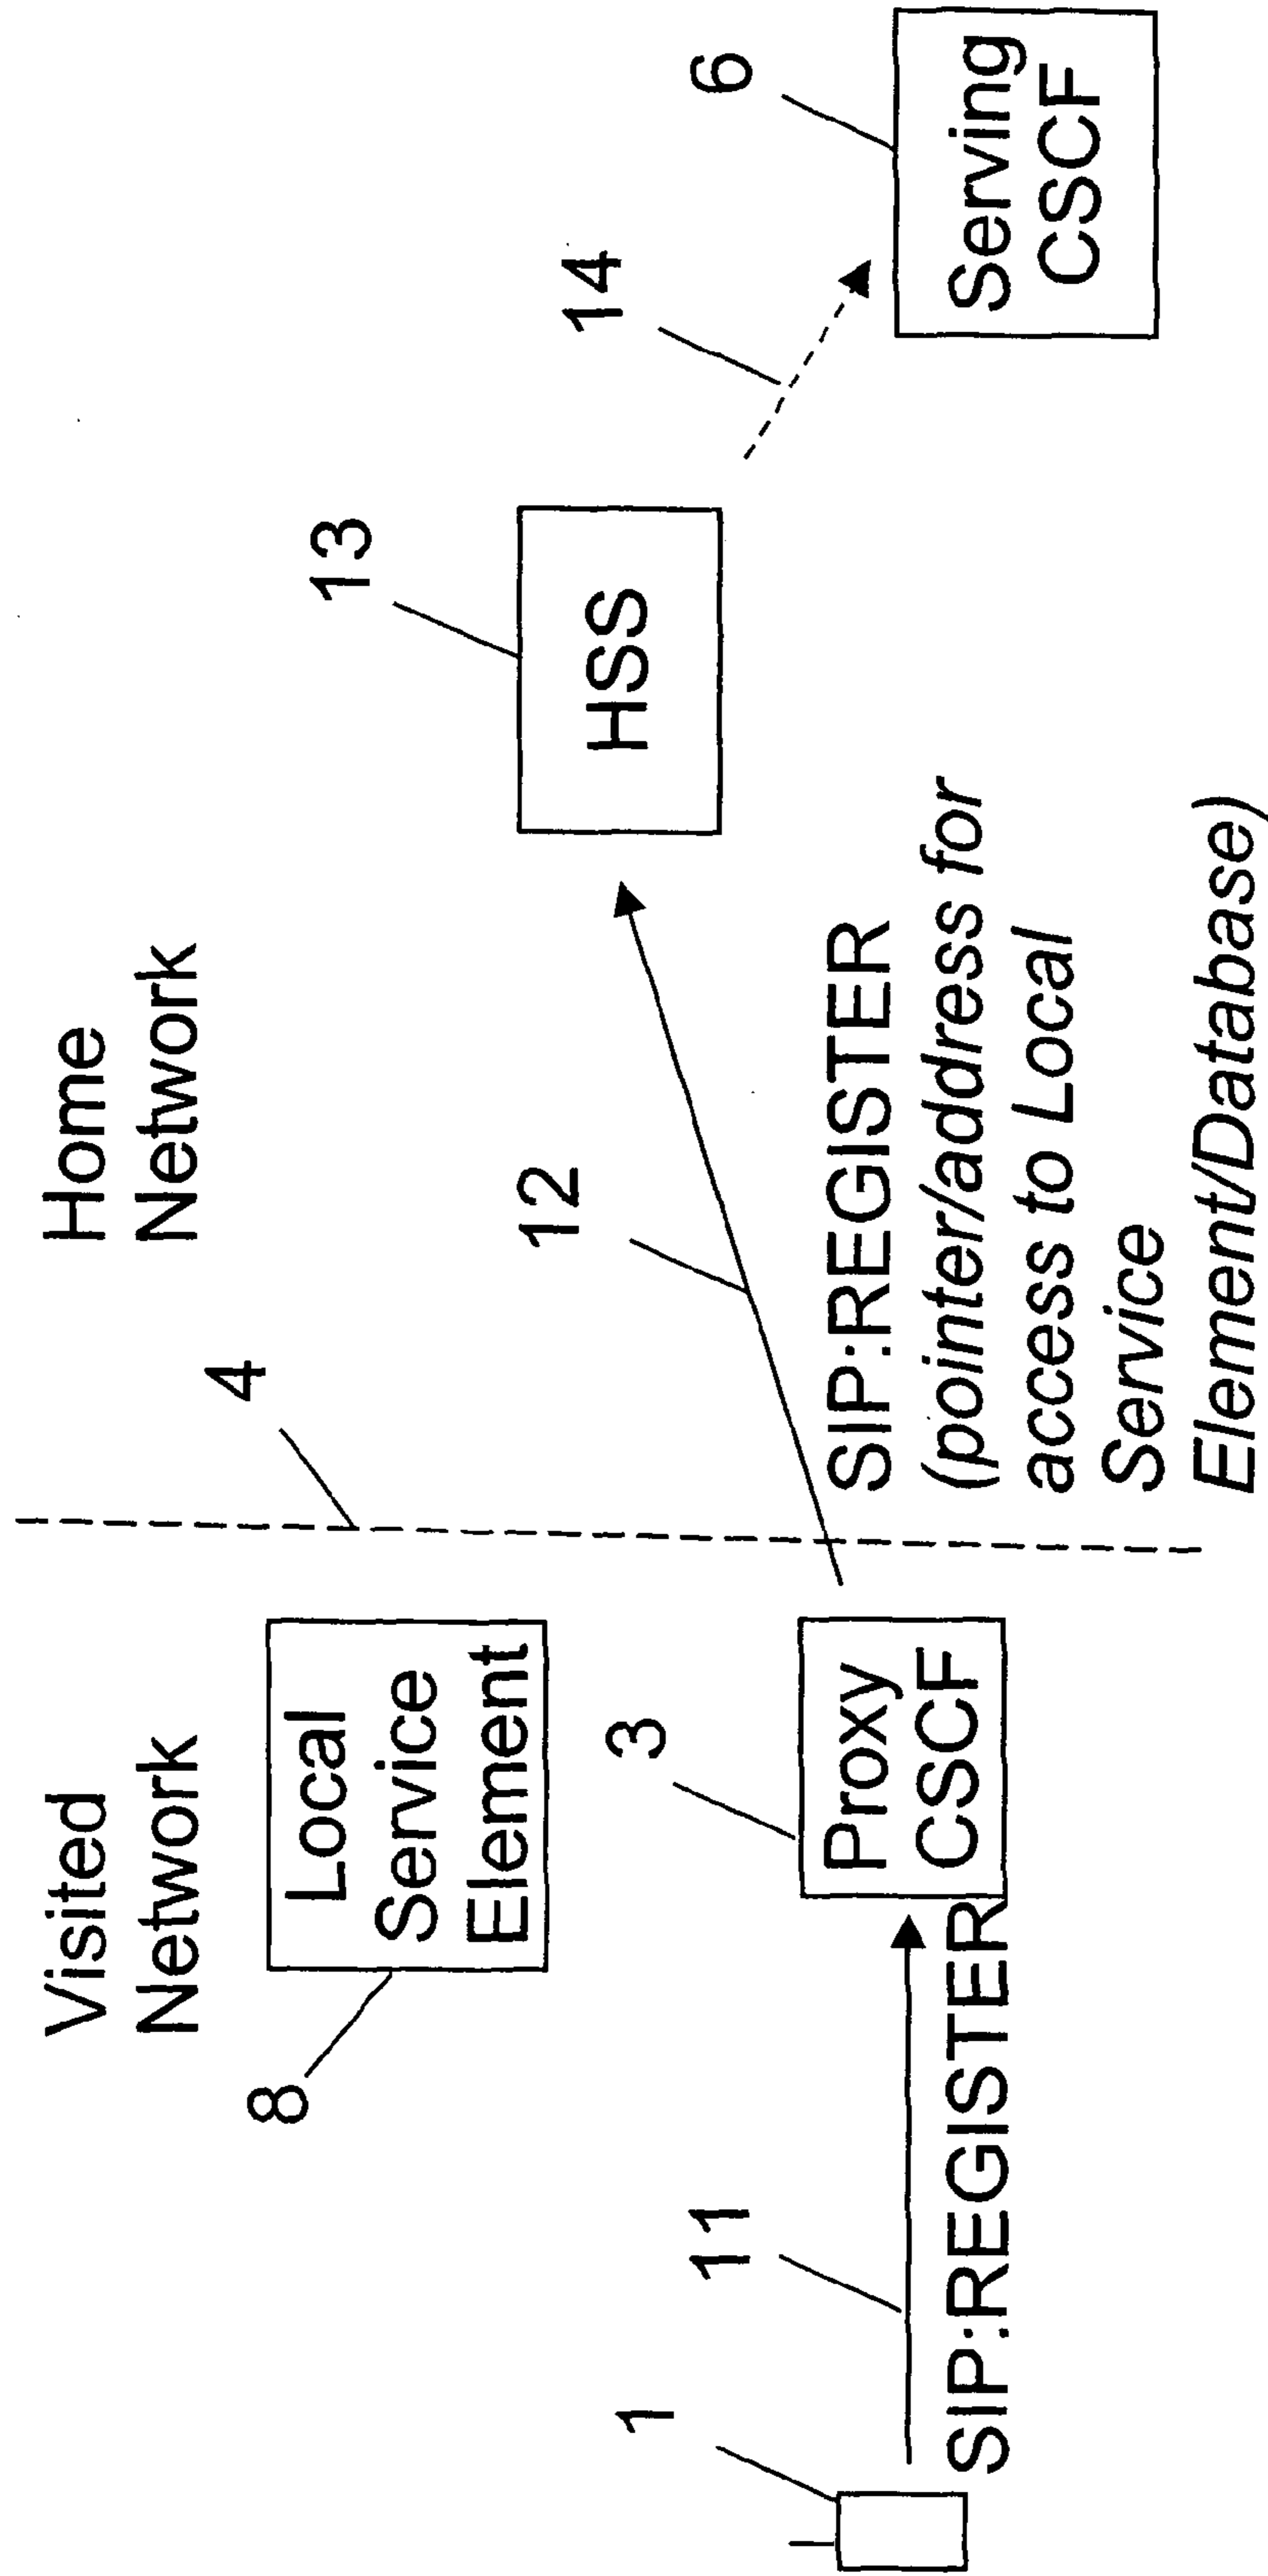 Visited
Network
Home
Network
4
8
Local
Service
Element
13
HSS
14
6
Serving
CSCF
12
3
Proxy
CSCF
1
11
SIP:REGISTER
SIP:REGISTER
(pointer/address for
access to Local
Service
Element/Database)